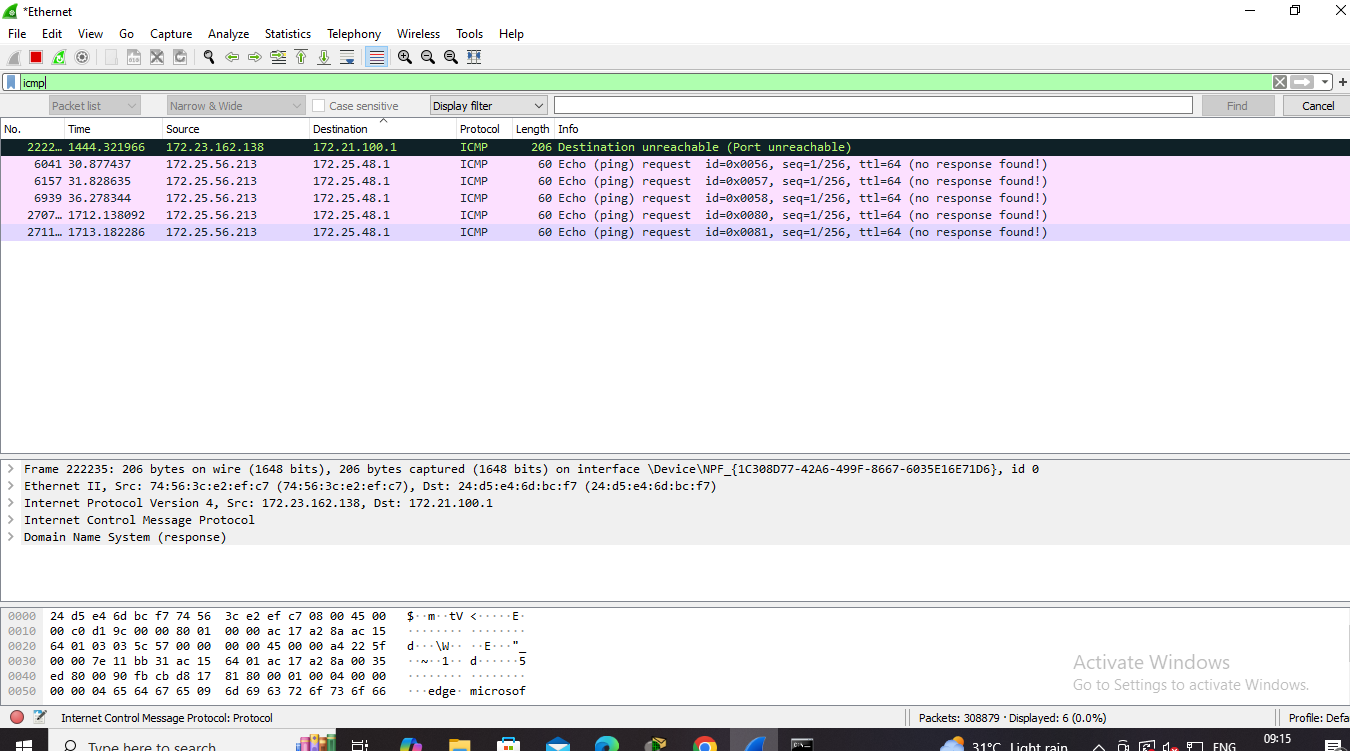 *Ethernet
File Edit View Go Capture Analyze Statistics Telephony Wireless Tools Help
icmp
Packet list Narrow & Wide Case sensitive Display filter Find Cancel
No. Time Source Destination Protocol Length Info
2222… 1444.321966 172.23.162.138 172.21.100.1 ICMP 206 Destination unreachable (Port unreachable)
6041 30.877437 172.25.56.213 172.25.48.1 ICMP 60 Echo (ping) request id=0x0056, seq=1/256, ttl=64 (no response found!)
6157 31.828635 172.25.56.213 172.25.48.1 ICMP 60 Echo (ping) request id=0x0057, seq=1/256, ttl=64 (no response found!)
6939 36.278344 172.25.56.213 172.25.48.1 ICMP 60 Echo (ping) request id=0x0058, seq=1/256, ttl=64 (no response found!)
2707… 1712.138092 172.25.56.213 172.25.48.1 ICMP 60 Echo (ping) request id=0x0080, seq=1/256, ttl=64 (no response found!)
2711… 1713.182286 172.25.56.213 172.25.48.1 ICMP 60 Echo (ping) request id=0x0081, seq=1/256, ttl=64 (no response found!)
Frame 222235: 206 bytes on wire (1648 bits), 206 bytes captured (1648 bits) on interface \Device\NPF_{1C308D77-42A6-499F-8667-6035E16E71D6}, id 0
Ethernet II, Src: 74:56:3c:e2:ef:c7 (74:56:3c:e2:ef:c7), Dst: 24:d5:e4:6d:bc:f7 (24:d5:e4:6d:bc:f7)
Internet Protocol Version 4, Src: 172.23.162.138, Dst: 172.21.100.1
Internet Control Message Protocol
Domain Name System (response)
0000 24 d5 e4 6d bc f7 74 56 3c e2 ef c7 08 00 45 00 $··m··tV <·····E·
0010 00 c0 d1 9c 00 00 80 01 00 00 ac 17 a2 8a ac 15 ········ ········
0020 64 01 03 03 5c 57 00 00 00 00 45 00 00 a4 22 5f d···\W·· ··E···"_
0030 00 00 7e 11 bb 31 ac 15 64 01 ac 17 a2 8a 00 35 ··~··1·· d······5
0040 ed 80 00 90 fb cb d8 17 81 80 00 01 00 04 00 00 ········ ········
0050 00 00 04 65 64 67 65 09 6d 69 63 72 6f 73 6f 66 ···edge· microsof
Activate Windows
Go to Settings to activate Windows.
Internet Control Message Protocol: Protocol Packets: 308879 · Displayed: 6 (0.0%) Profile: Defa
Type here to search 31°C Light rain ENG 09:15